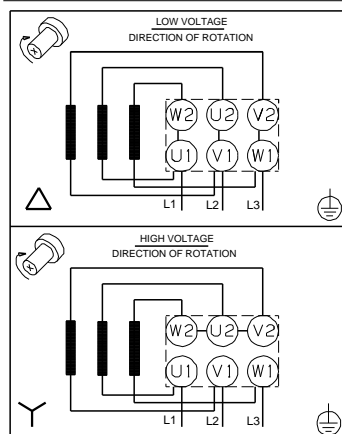 LOW VOLTAGE
DIRECTION OF ROTATION
W2 U2 V2
U1 V1 W1
L1 L2 L3
HIGH VOLTAGE
DIRECTION OF ROTATION
W2 U2 V2
U1 V1 W1
L1 L2 L3